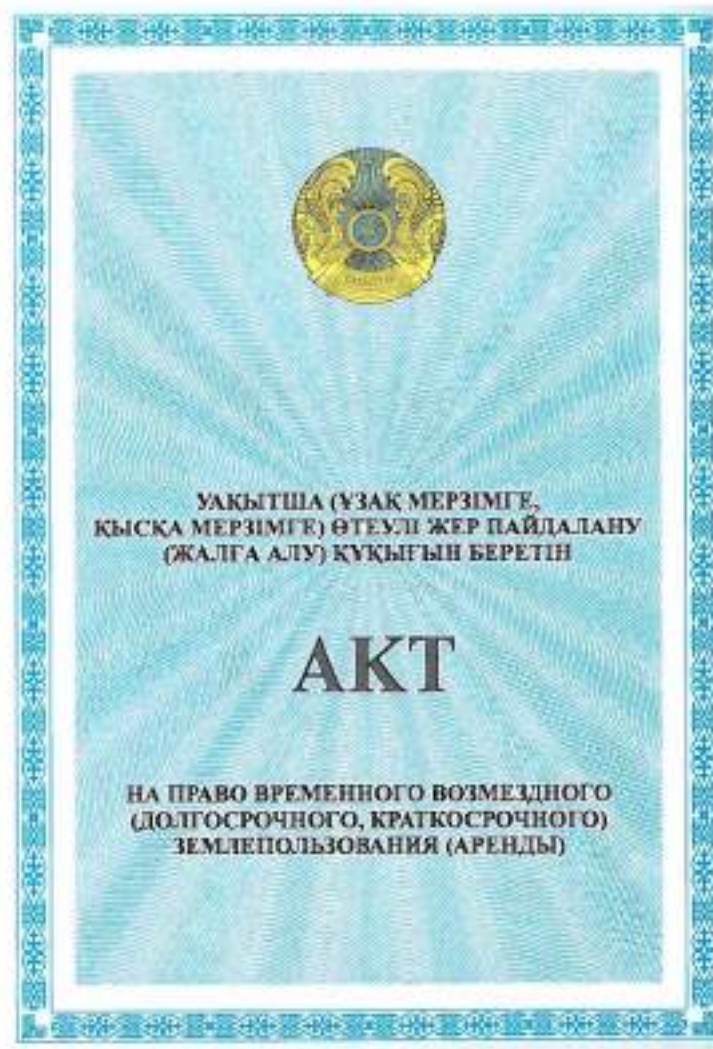 УАҚЫТША (ҰЗАҚ МЕРЗІМГЕ,
ҚЫСҚА МЕРЗІМГЕ) ӨТЕУЛІ ЖЕР ПАЙДАЛАНУ
(ЖАЛҒА АЛУ) ҚҰҚЫҒЫН БЕРЕТІН
АКТ
НА ПРАВО ВРЕМЕННОГО ВОЗМЕЗДНОГО
(ДОЛГОСРОЧНОГО, КРАТКОСРОЧНОГО)
ЗЕМЛЕПОЛЬЗОВАНИЯ (АРЕНДЫ)